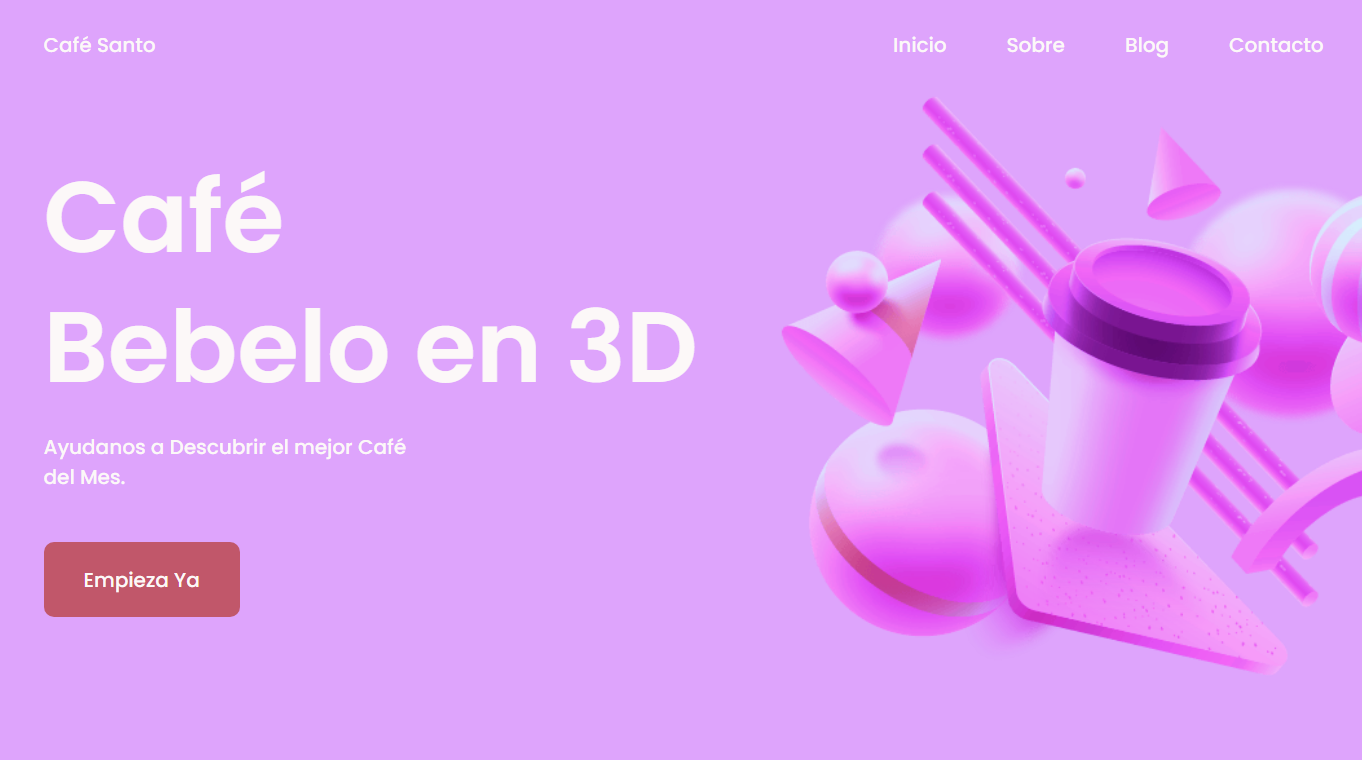 Café Santo
Inicio
Sobre
Blog
Contacto
Café
Bebelo en 3D
Ayudanos a Descubrir el mejor Café
del Mes.
Empieza Ya